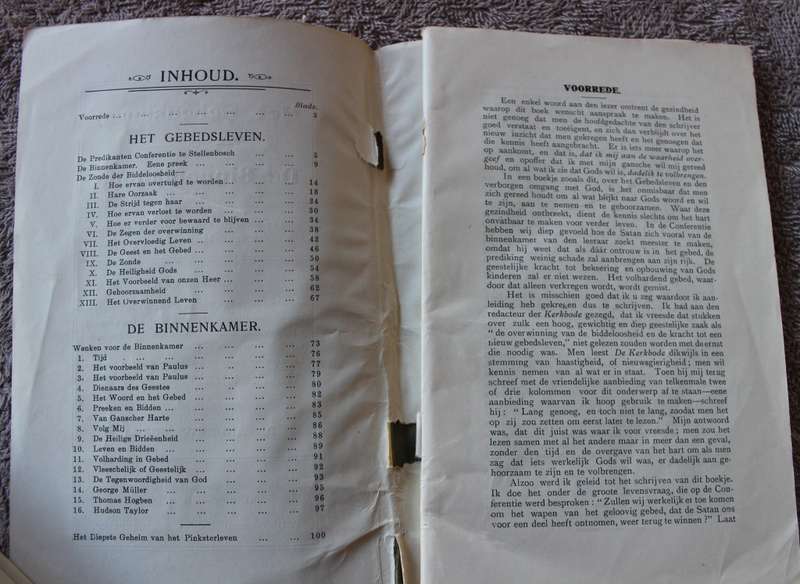 INHOUD.
Bladz.
Voorrede ... ... ... ... ... ... ... 3
HET GEBEDSLEVEN.
De Predikanten Conferentie te Stellenbosch ... ... 5
De Binnenkamer. Eene preek ... ... ... ... 9
De Zonde der Biddeloosheid—
I. Hoe ervan overtuigd te worden ... ... ... 14
II. Hare Oorzaak ... ... ... ... ... 18
III. De Strijd tegen haar ... ... ... ... 24
IV. Hoe ervan verlost te worden ... ... ... 30
V. Hoe er verder voor bewaard te blijven ... ... 34
VI. De Zegen der overwinning ... ... ... 38
VII. Het Overvloedig Leven ... ... ... ... 42
VIII. De Geest en het Gebed ... ... ... ... 46
IX. De Zonde ... ... ... ... ... 50
X. De Heiligheid Gods ... ... ... ... 54
XI. Het Voorbeeld van onzen Heer ... ... ... 58
XII. Gehoorzaamheid ... ... ... ... 62
XIII. Het Overwinnend Leven ... ... ... ... 67
DE BINNENKAMER.
Wenken voor de Binnenkamer ... ... ... ... 73
1. Tijd ... ... ... ... ... ... 76
2. Het voorbeeld van Paulus ... ... ... ... 77
3. Het voorbeeld van Paulus ... ... ... ... 79
4. Dienaars des Geestes ... ... ... ... 80
5. Het Woord en het Gebed ... ... ... ... 82
6. Preeken en Bidden ... ... ... ... ... 83
7. Van Ganscher Harte ... ... ... ... 85
8. Volg Mij ... ... ... ... ... 86
9. De Heilige Drieëenheid ... ... ... ... 88
10. Leven en Bidden ... ... ... ... ... 89
11. Volharding in Gebed ... ... ... ... 91
12. Vleeschelijk of Geestelijk ... ... ... ... 92
13. De Tegenwoordigheid van God ... ... ... 93
14. George Müller ... ... ... ... ... 95
15. Thomas Hogben ... ... ... ... ... 96
16. Hudson Taylor ... ... ... ... ... 97
Het Diepste Geheim van het Pinksterleven ... ... 100
VOORREDE.
Een enkel woord aan den lezer omtrent de gezindheid
waarop dit boek wenscht aanspraak te maken. Het is
niet genoeg dat men de hoofdgedachte van den schrijver
goed verstaat en toeëigent, en zich dan verblijdt over het
nieuw inzicht dat men gekregen heeft en het genoegen dat
die kennis heeft aangebracht. Er is iets meer waarop het
op aankomt, en dat is, dat ik mij aan de waarheid over-
geef en opoffer dat ik met mijn gansche wil mij gereed
houd, om al wat ik zie dat Gods wil is, dadelijk te volbrengen.
In een boekje zooals dit, over het Gebedsleven en den
verborgen omgang met God, is het onmisbaar dat men
zich gereed houdt om al wat blijkt naar Gods woord en wil
te zijn, aan te nemen en te gehoorzamen. Waar deze
gezindheid ontbreekt, dient de kennis slechts om het hart
onvatbaar te maken voor verder leven. In de Conferentie
hebben wij diep gevoeld hoe de Satan zich vooral van de
binnenkamer van den leeraar zoekt meester te maken,
omdat hij weet dat als dáár ontrouw is in het gebed, de
prediking weinig schade zal aanbrengen aan zijn rijk. De
geestelijke kracht tot bekeering en opbouwing van Gods
kinderen zal er niet wezen. Het volhardend gebed, waar-
door dat alleen verkregen wordt, wordt gemist.
Het is misschien goed dat ik u zeg waardoor ik aan-
leiding heb gekregen dus te schrijven. Ik had aan den
redacteur der Kerkbode gezegd, dat ik vreesde dat stukken
over zulk een hoog, gewichtig en diep geestelijke zaak als
“ de overwinning van de biddeloosheid en de kracht tot een
nieuw gebedsleven,” niet gelezen zouden worden met de ernst
die noodig was. Men leest De Kerkbode dikwijls in een
stemming van haastigheid, of nieuwsgierigheid; men wil
kennis nemen van al wat er in staat. Toen hij mij terug
schreef met de vriendelijke aanbieding van telkenmale twee
of drie kolommen voor dit onderwerp af te staan—eene
aanbieding waarvan ik hoop gebruik te maken—schreef
hij : “ Lang genoeg, en toch niet te lang, zoodat men het
op zij zou zetten om eerst later te lezen.” Mijn antwoord
was, dat dit juist was waar ik voor vreesde; men zou het
lezen samen met al het andere maar in meer dan een geval,
zonder den tijd en de overgave van het hart om als men
zag dat iets werkelijk Gods wil was, er dadelijk aan ge-
hoorzaam te zijn en te volbrengen.
Alzoo werd ik geleid tot het schrijven van dit boekje.
Ik doe het onder de groote levensvraag, die op de Con-
ferentie werd besproken : “ Zullen wij werkelijk er toe komen
om het wapen van het geloovig gebed, dat de Satan ons
voor een deel heeft ontnomen, weer terug te winnen ?” Laat